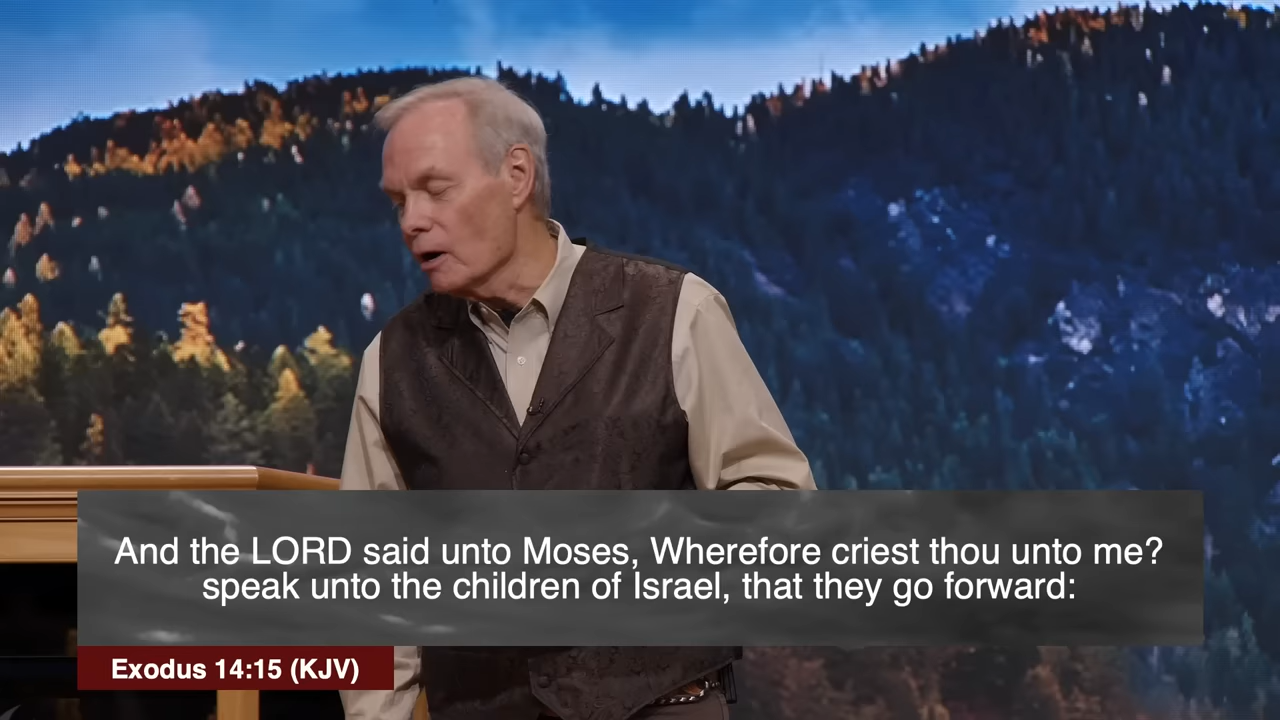 And the LORD said unto Moses, Wherefore criest thou unto me?
speak unto the children of Israel, that they go forward:
Exodus 14:15 (KJV)